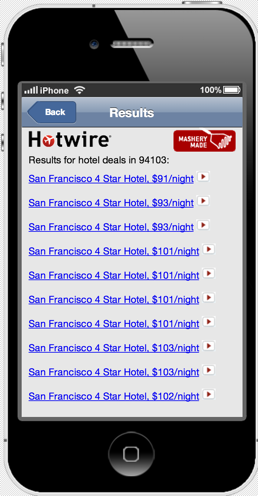 iPhone 100%
Back Results
Hotwire®
MASHERY
MADE
Results for hotel deals in 94103:
San Francisco 4 Star Hotel, $91/night
San Francisco 4 Star Hotel, $93/night
San Francisco 4 Star Hotel, $93/night
San Francisco 4 Star Hotel, $101/night
San Francisco 4 Star Hotel, $101/night
San Francisco 4 Star Hotel, $101/night
San Francisco 4 Star Hotel, $101/night
San Francisco 4 Star Hotel, $103/night
San Francisco 4 Star Hotel, $103/night
San Francisco 4 Star Hotel, $102/night